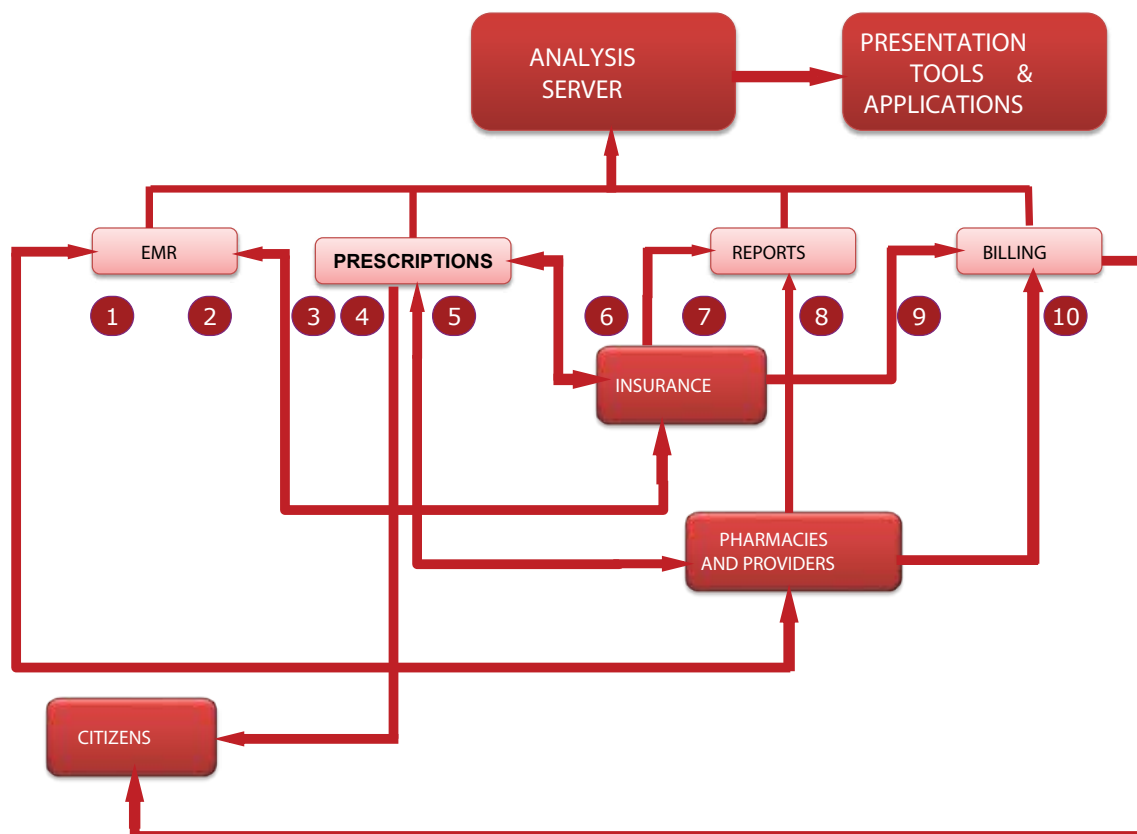 ANALYSIS
SERVER
PRESENTATION
TOOLS &
APPLICATIONS
EMR
PRESCRIPTIONS
REPORTS
BILLING
1
2
3
4
5
6
7
8
9
10
INSURANCE
PHARMACIES
AND PROVIDERS
CITIZENS